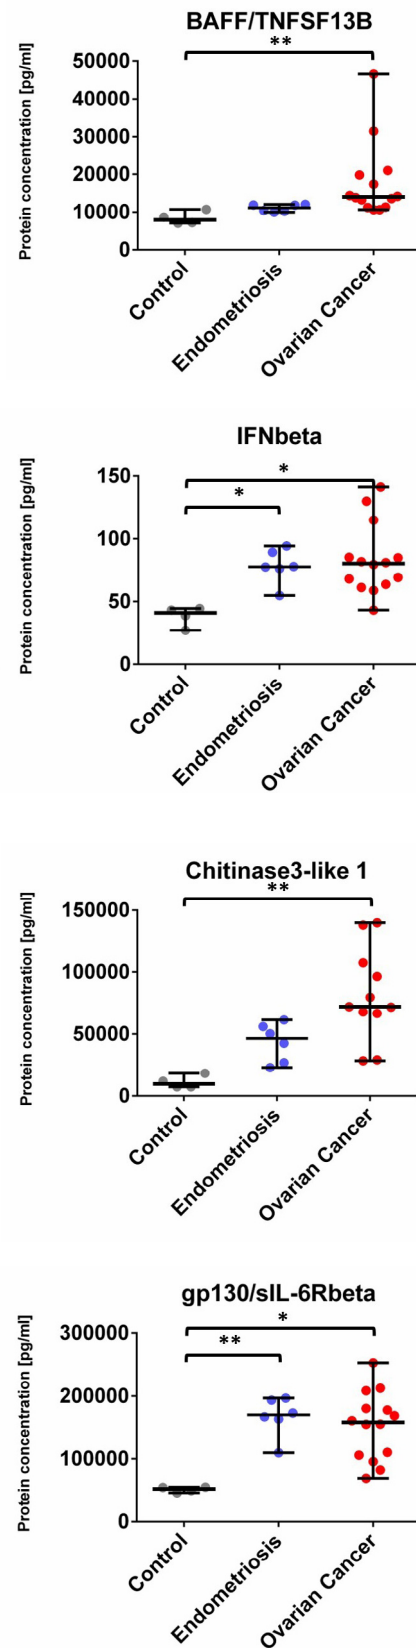 BAFF/TNFSF13B
**
Protein concentration [pg/ml]
50000
40000
30000
20000
10000
0
Control
Endometriosis
Ovarian Cancer
IFNbeta
*
*
Protein concentration [pg/ml]
150
100
50
0
Control
Endometriosis
Ovarian Cancer
Chitinase3-like 1
**
Protein concentration [pg/ml]
150000
100000
50000
0
Control
Endometriosis
Ovarian Cancer
gp130/sIL-6Rbeta
*
**
Protein concentration [pg/ml]
300000
200000
100000
0
Control
Endometriosis
Ovarian Cancer